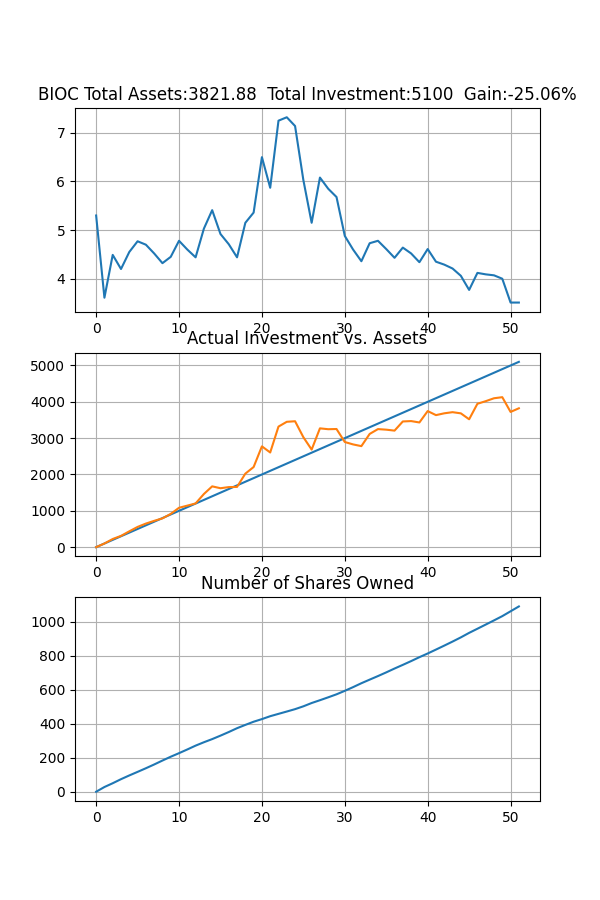 BIOC Total Assets:3821.88  Total Investment:5100  Gain:-25.06%
7
6
5
4
0 10 20 30 40 50
Actual Investment vs. Assets
5000
4000
3000
2000
1000
0
0 10 20 30 40 50
Number of Shares Owned
1000
800
600
400
200
0
0 10 20 30 40 50